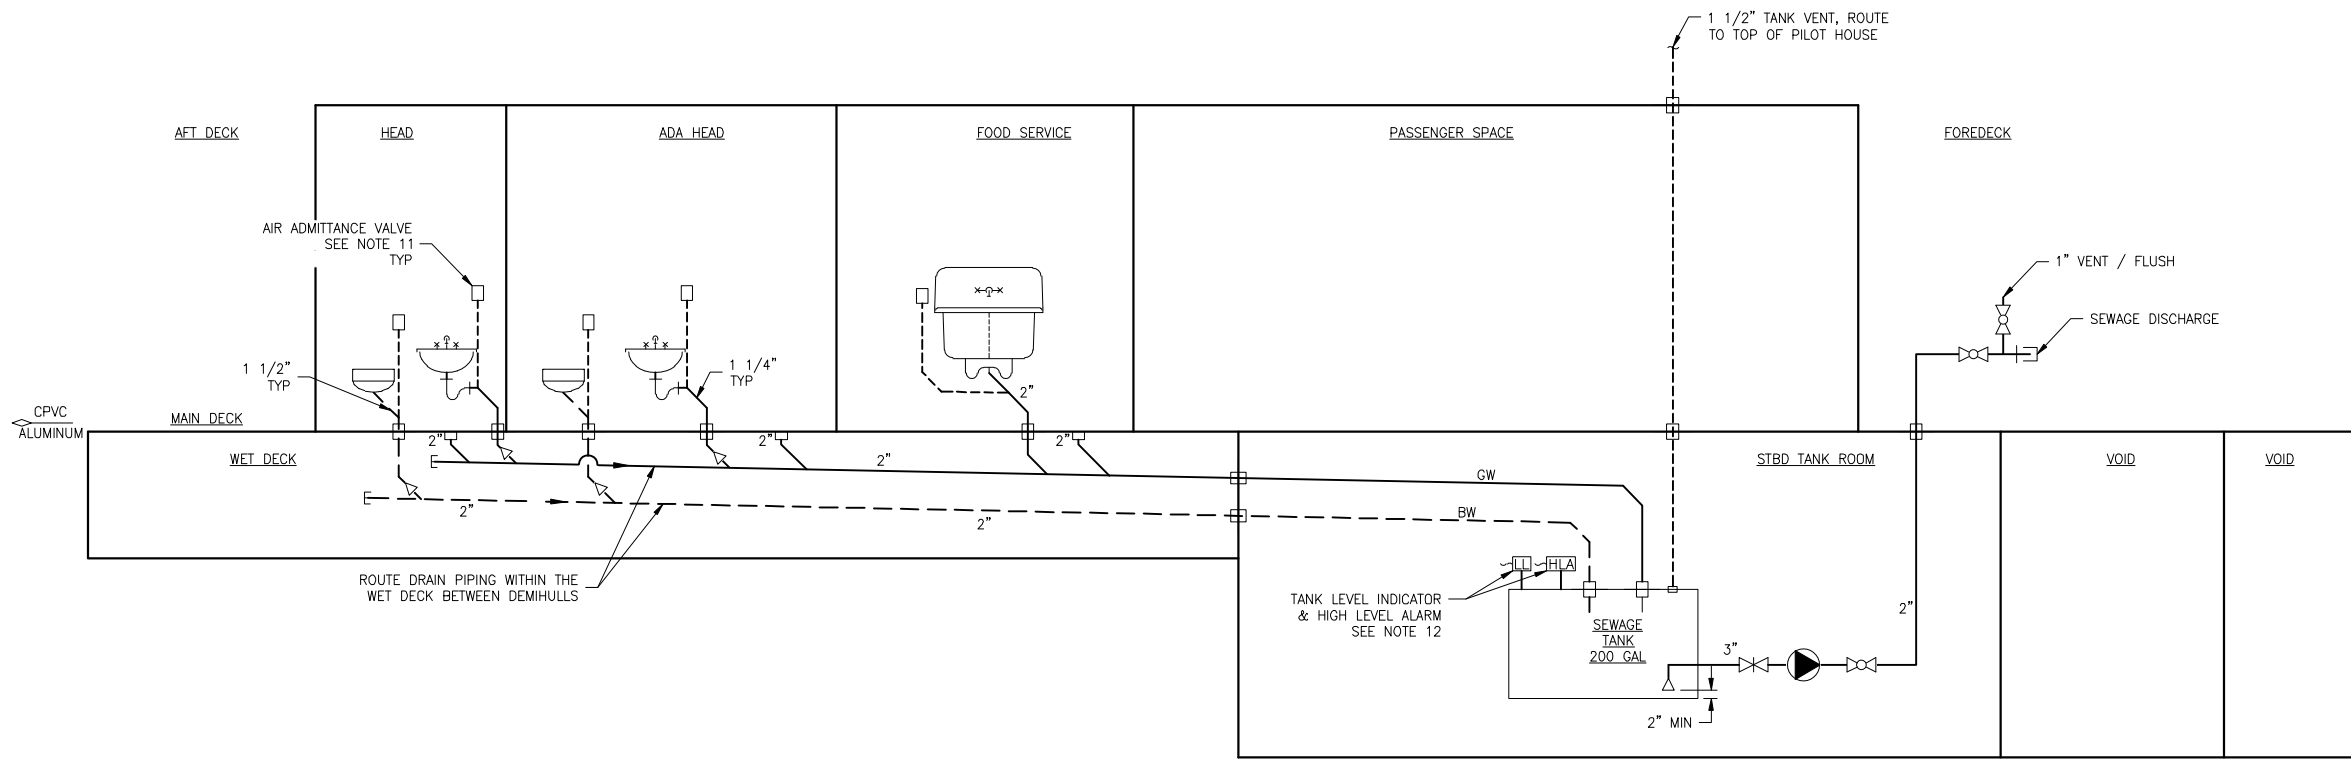 1 1/2" TANK VENT, ROUTE
TO TOP OF PILOT HOUSE
AFT DECK
HEAD
ADA HEAD
FOOD SERVICE
PASSENGER SPACE
FOREDECK
AIR ADMITTANCE VALVE
SEE NOTE 11
TYP
1" VENT / FLUSH
SEWAGE DISCHARGE
1 1/2"
TYP
1 1/4"
TYP
2"
CPVC
ALUMINUM
MAIN DECK
WET DECK
2"
2"
2"
2"
STBD TANK ROOM
VOID
VOID
GW
BW
2"
2"
ROUTE DRAIN PIPING WITHIN THE
WET DECK BETWEEN DEMIHULLS
LL
HLA
TANK LEVEL INDICATOR
& HIGH LEVEL ALARM
SEE NOTE 12
SEWAGE
TANK
200 GAL
2"
3"
2" MIN